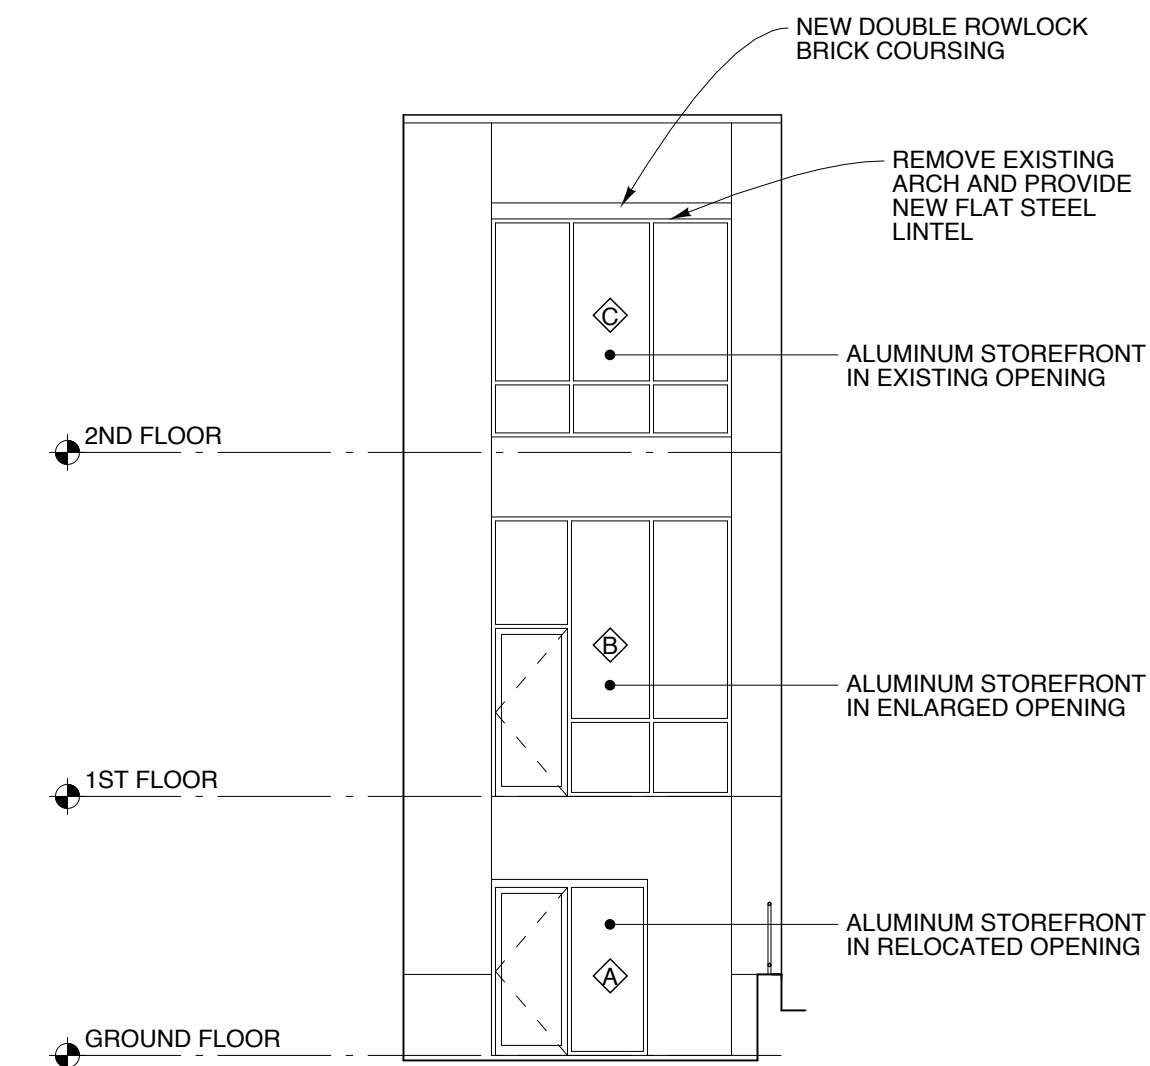 NEW DOUBLE ROWLOCK
BRICK COURSING
REMOVE EXISTING
ARCH AND PROVIDE
NEW FLAT STEEL
LINTEL
C
ALUMINUM STOREFRONT
IN EXISTING OPENING
2ND FLOOR
B
ALUMINUM STOREFRONT
IN ENLARGED OPENING
1ST FLOOR
ALUMINUM STOREFRONT
IN RELOCATED OPENING
A
GROUND FLOOR